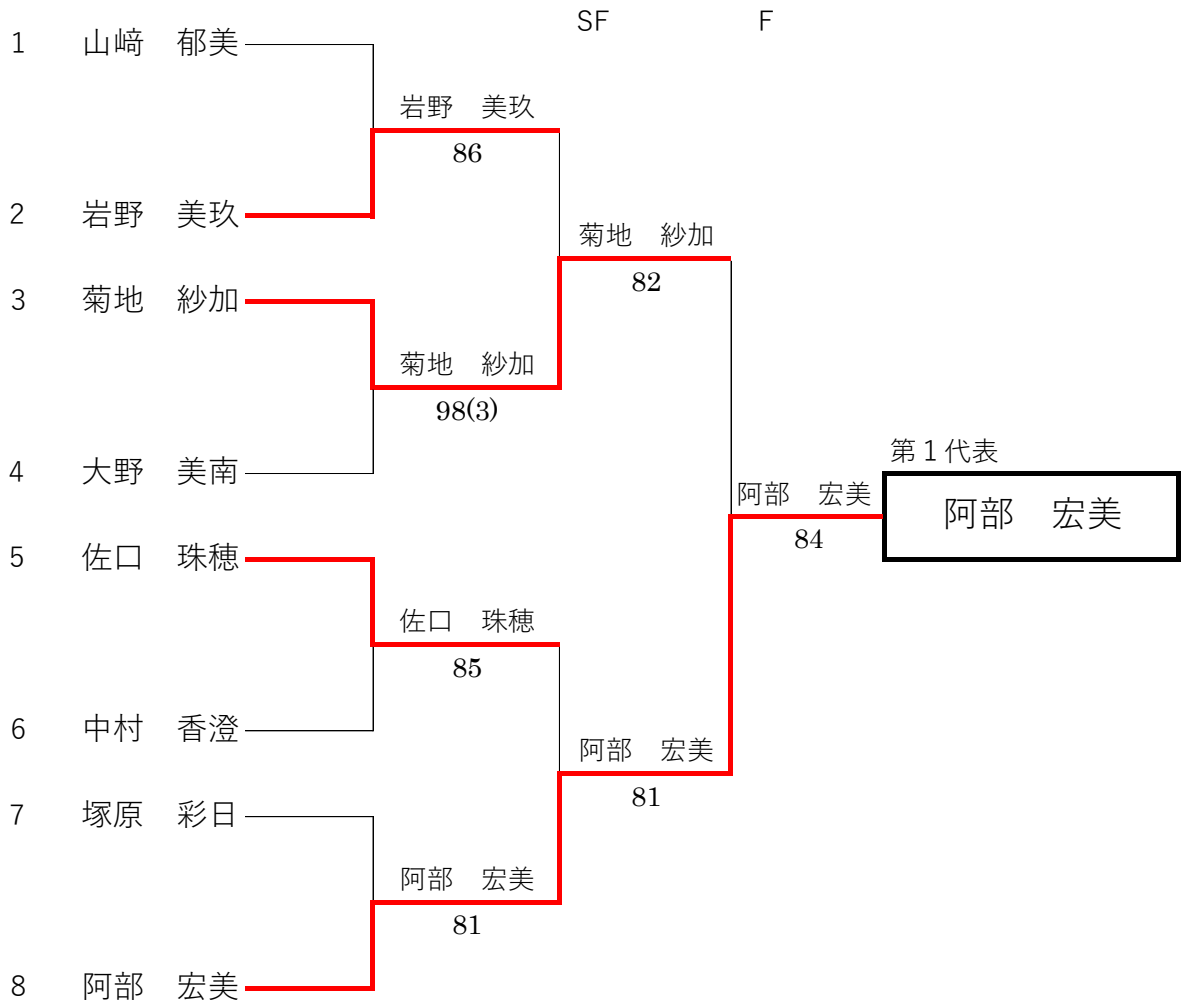 SF F
1 山﨑 郁美
岩野 美玖
86
2 岩野 美玖
菊地 紗加
82
3 菊地 紗加
菊地 紗加
98(3)
第1代表
4 大野 美南
阿部 宏美
阿部 宏美
84
5 佐口 珠穂
佐口 珠穂
85
6 中村 香澄
阿部 宏美
81
7 塚原 彩日
阿部 宏美
81
8 阿部 宏美